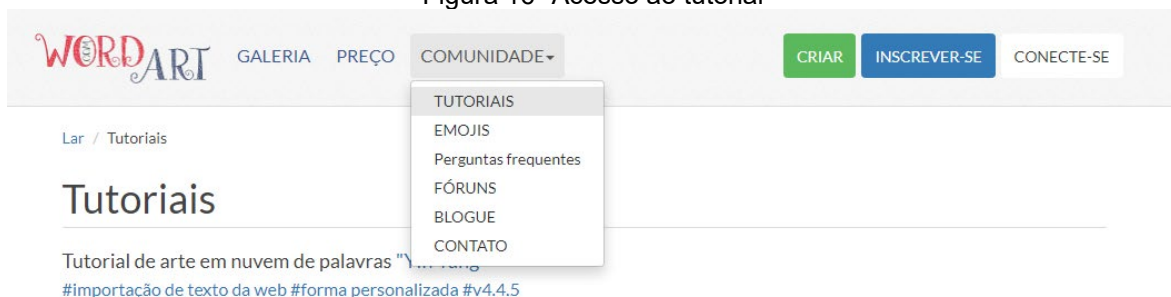 Figura 16- Acesso ao tutorial
WORDART GALERIA PREÇO COMUNIDADE CRIAR INSCREVER-SE CONECTE-SE
TUTORIAIS
EMOJIS
Perguntas frequentes
FÓRUNS
BLOGUE
CONTATO
Lar / Tutoriais
Tutoriais
Tutorial de arte em nuvem de palavras
#importação de texto da web #forma personalizada #v4.4.5